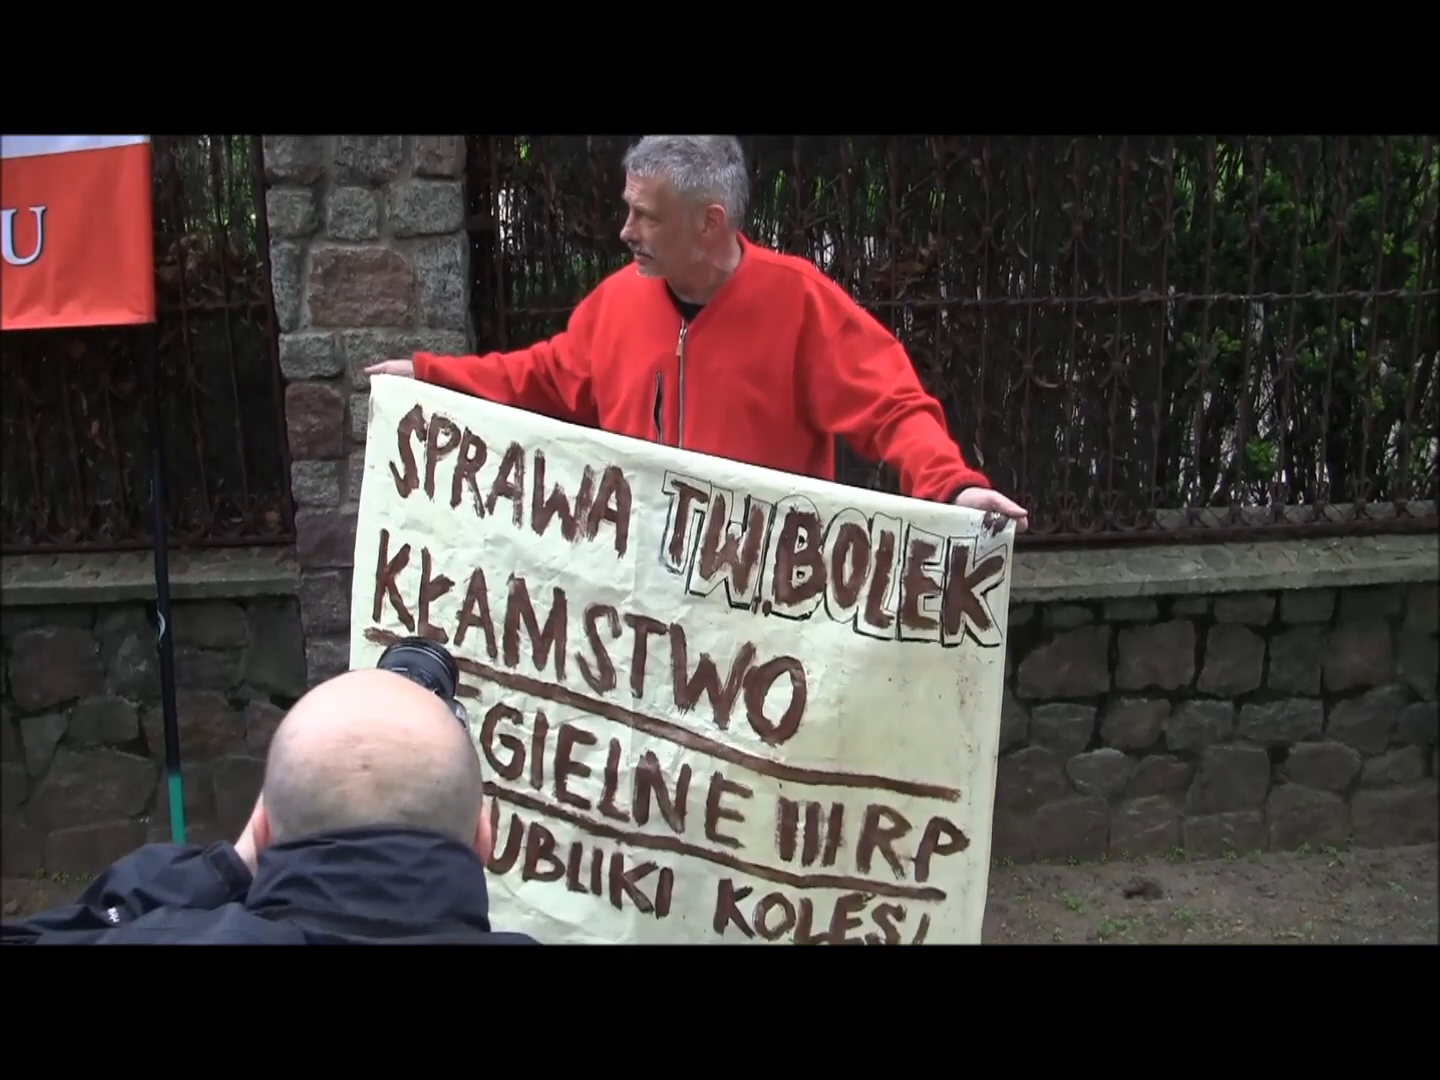 U
SPRAWA TW.BOLEK
KŁAMSTWO
GIELNE III RP
UBLIKI KOLESI